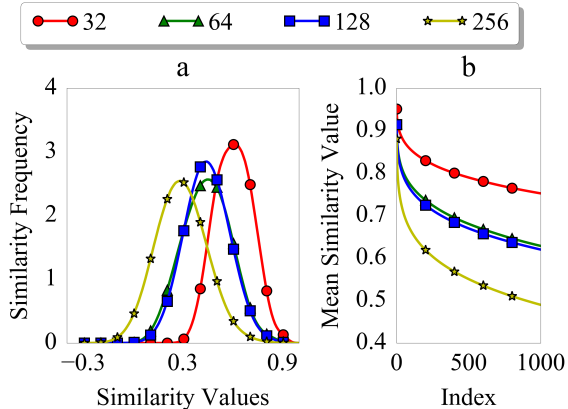 32 64 128 256
a b
Similarity Frequency
4
3
2
1
0
−0.3 0.3 0.9
Similarity Values
Mean Similarity Value
1.0
0.9
0.8
0.7
0.6
0.5
0.4
0 500 1000
Index